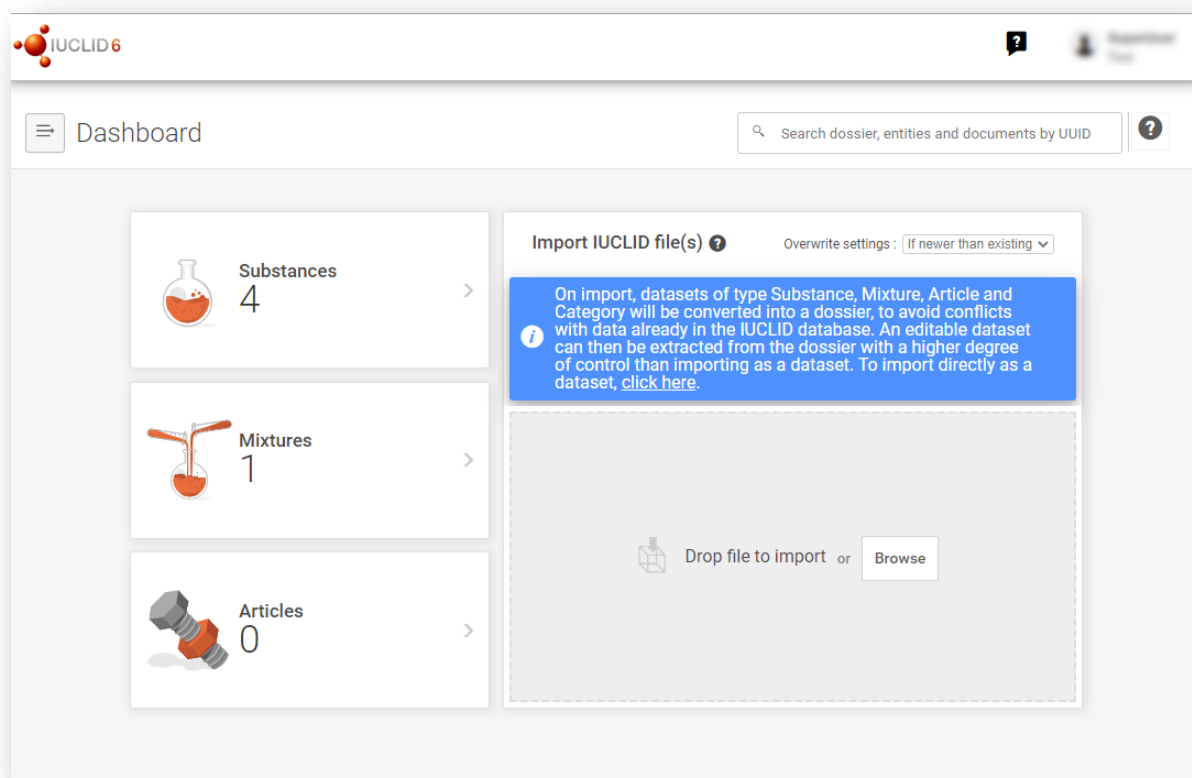 IUCLID 6
?
Dashboard
Search dossier, entities and documents by UUID
?
Substances
4
Mixtures
1
Articles
0
Import IUCLID file(s) ?
Overwrite settings : If newer than existing
i
On import, datasets of type Substance, Mixture, Article and
Category will be converted into a dossier, to avoid conflicts
with data already in the IUCLID database. An editable dataset
can then be extracted from the dossier with a higher degree
of control than importing as a dataset. To import directly as a
dataset, click here.
Drop file to import or Browse